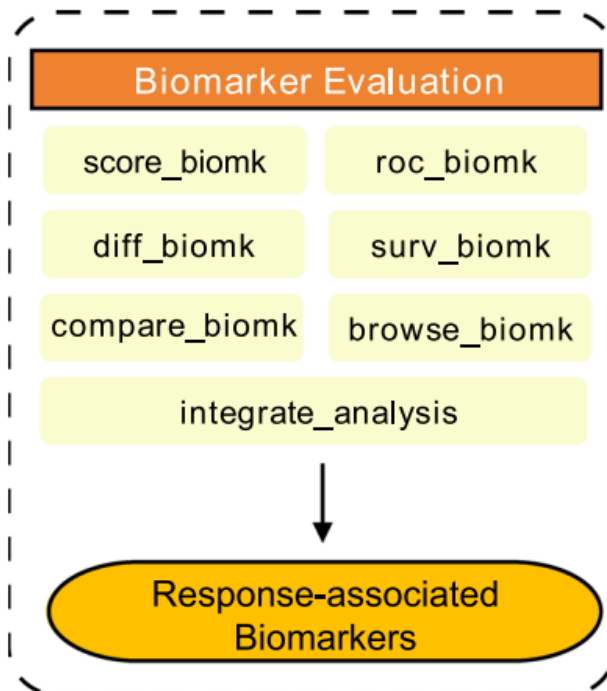 Biomarker Evaluation
score_biomk
roc_biomk
diff_biomk
surv_biomk
compare_biomk
browse_biomk
integrate_analysis
Response-associated
Biomarkers